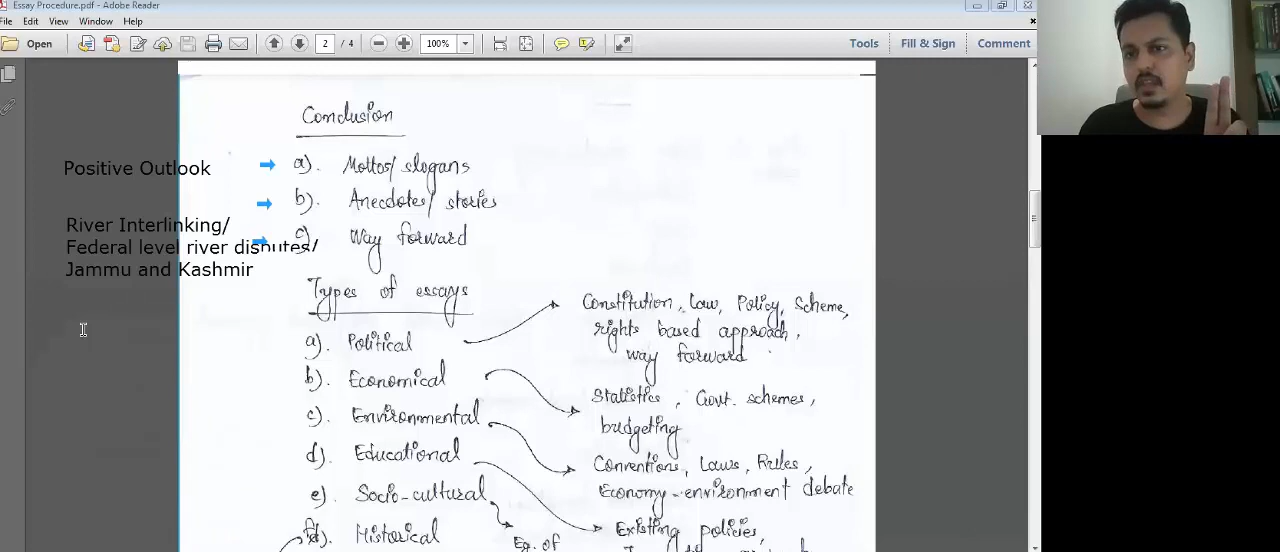 Essay Procedure.pdf - Adobe Reader
File Edit View Window Help
Open 2 / 4 100% Tools Fill & Sign Comment
Conclusion
Positive Outlook a). Mottos/ slogans
b). Anecdotes/ stories
River Interlinking/
Federal level river disputes/ c) Way forward
Jammu and Kashmir
Types of essays
Constitution, Law, Policy, Scheme,
rights based approach,
way forward
a). Political
b). Economical
Statistics, Govt. schemes,
budgeting
c). Environmental
d). Educational
Conventions, Laws, Rules,
Economy-environment debate
e). Socio-cultural
Existing policies,
Historical
Eg. of